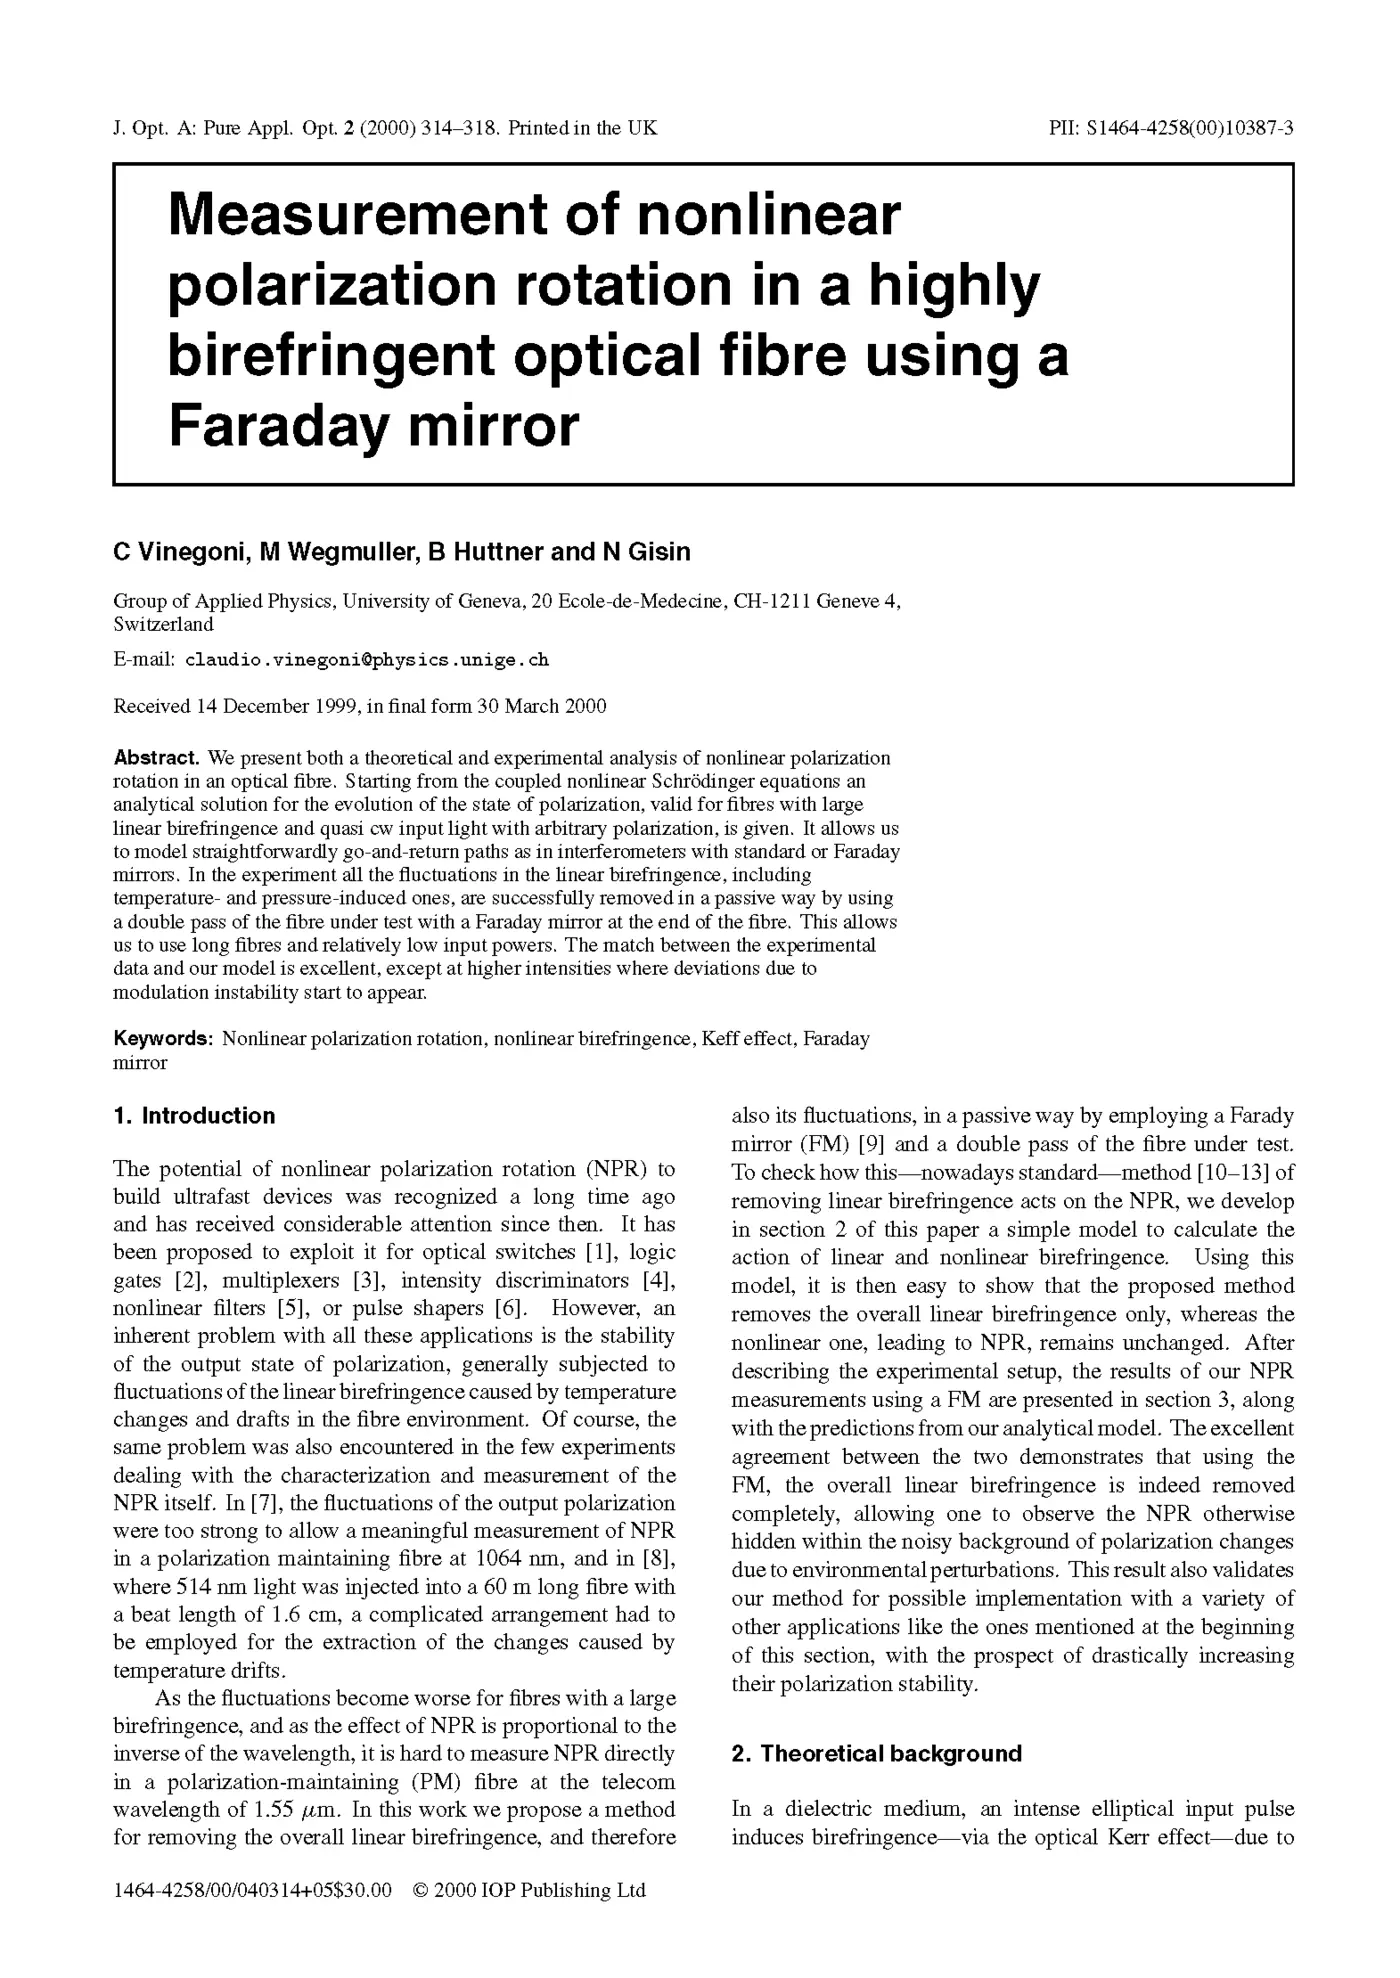 J. Opt. A: Pure Appl. Opt. 2 (2000) 314–318. Printed in the UK
PII: S1464-4258(00)10387-3
Measurement of nonlinear
polarization rotation in a highly
birefringent optical fibre using a
Faraday mirror
C Vinegoni, M Wegmuller, B Huttner and N Gisin
Group of Applied Physics, University of Geneva, 20 Ecole-de-Medecine, CH-1211 Geneve 4,
Switzerland
E-mail: claudio.vinegoni@physics.unige.ch
Received 14 December 1999, in final form 30 March 2000
Abstract. We present both a theoretical and experimental analysis of nonlinear polarization
rotation in an optical fibre. Starting from the coupled nonlinear Schrödinger equations an
analytical solution for the evolution of the state of polarization, valid for fibres with large
linear birefringence and quasi cw input light with arbitrary polarization, is given. It allows us
to model straightforwardly go-and-return paths as in interferometers with standard or Faraday
mirrors. In the experiment all the fluctuations in the linear birefringence, including
temperature- and pressure-induced ones, are successfully removed in a passive way by using
a double pass of the fibre under test with a Faraday mirror at the end of the fibre. This allows
us to use long fibres and relatively low input powers. The match between the experimental
data and our model is excellent, except at higher intensities where deviations due to
modulation instability start to appear.
Keywords: Nonlinear polarization rotation, nonlinear birefringence, Keff effect, Faraday
mirror
1. Introduction
The potential of nonlinear polarization rotation (NPR) to
build ultrafast devices was recognized a long time ago
and has received considerable attention since then. It has
been proposed to exploit it for optical switches [1], logic
gates [2], multiplexers [3], intensity discriminators [4],
nonlinear filters [5], or pulse shapers [6]. However, an
inherent problem with all these applications is the stability
of the output state of polarization, generally subjected to
fluctuations of the linear birefringence caused by temperature
changes and drafts in the fibre environment. Of course, the
same problem was also encountered in the few experiments
dealing with the characterization and measurement of the
NPR itself. In [7], the fluctuations of the output polarization
were too strong to allow a meaningful measurement of NPR
in a polarization maintaining fibre at 1064 nm, and in [8],
where 514 nm light was injected into a 60 m long fibre with
a beat length of 1.6 cm, a complicated arrangement had to
be employed for the extraction of the changes caused by
temperature drifts.
As the fluctuations become worse for fibres with a large
birefringence, and as the effect of NPR is proportional to the
inverse of the wavelength, it is hard to measure NPR directly
in a polarization-maintaining (PM) fibre at the telecom
wavelength of 1.55 μm. In this work we propose a method
for removing the overall linear birefringence, and therefore
also its fluctuations, in a passive way by employing a Farady
mirror (FM) [9] and a double pass of the fibre under test.
To check how this—nowadays standard—method [10–13] of
removing linear birefringence acts on the NPR, we develop
in section 2 of this paper a simple model to calculate the
action of linear and nonlinear birefringence. Using this
model, it is then easy to show that the proposed method
removes the overall linear birefringence only, whereas the
nonlinear one, leading to NPR, remains unchanged. After
describing the experimental setup, the results of our NPR
measurements using a FM are presented in section 3, along
with the predictions from our analytical model. The excellent
agreement between the two demonstrates that using the
FM, the overall linear birefringence is indeed removed
completely, allowing one to observe the NPR otherwise
hidden within the noisy background of polarization changes
due to environmental perturbations. This result also validates
our method for possible implementation with a variety of
other applications like the ones mentioned at the beginning
of this section, with the prospect of drastically increasing
their polarization stability.
2. Theoretical background
In a dielectric medium, an intense elliptical input pulse
induces birefringence—via the optical Kerr effect—due to
1464-4258/00/040314+05$30.00 © 2000 IOP Publishing Ltd